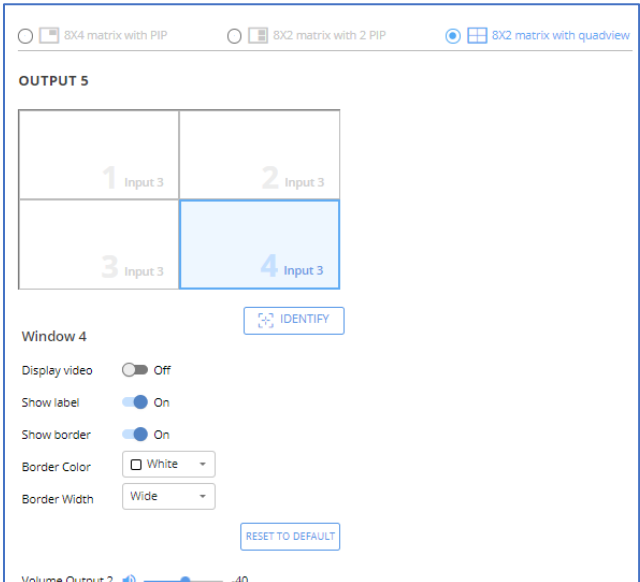 8X4 matrix with PIP 8X2 matrix with 2 PIP 8X2 matrix with quadview
OUTPUT 5
1 Input 3 2 Input 3
3 Input 3 4 Input 3
IDENTIFY
Window 4
Display video Off
Show label On
Show border On
Border Color White
Border Width Wide
RESET TO DEFAULT
Volume Output 2 -40